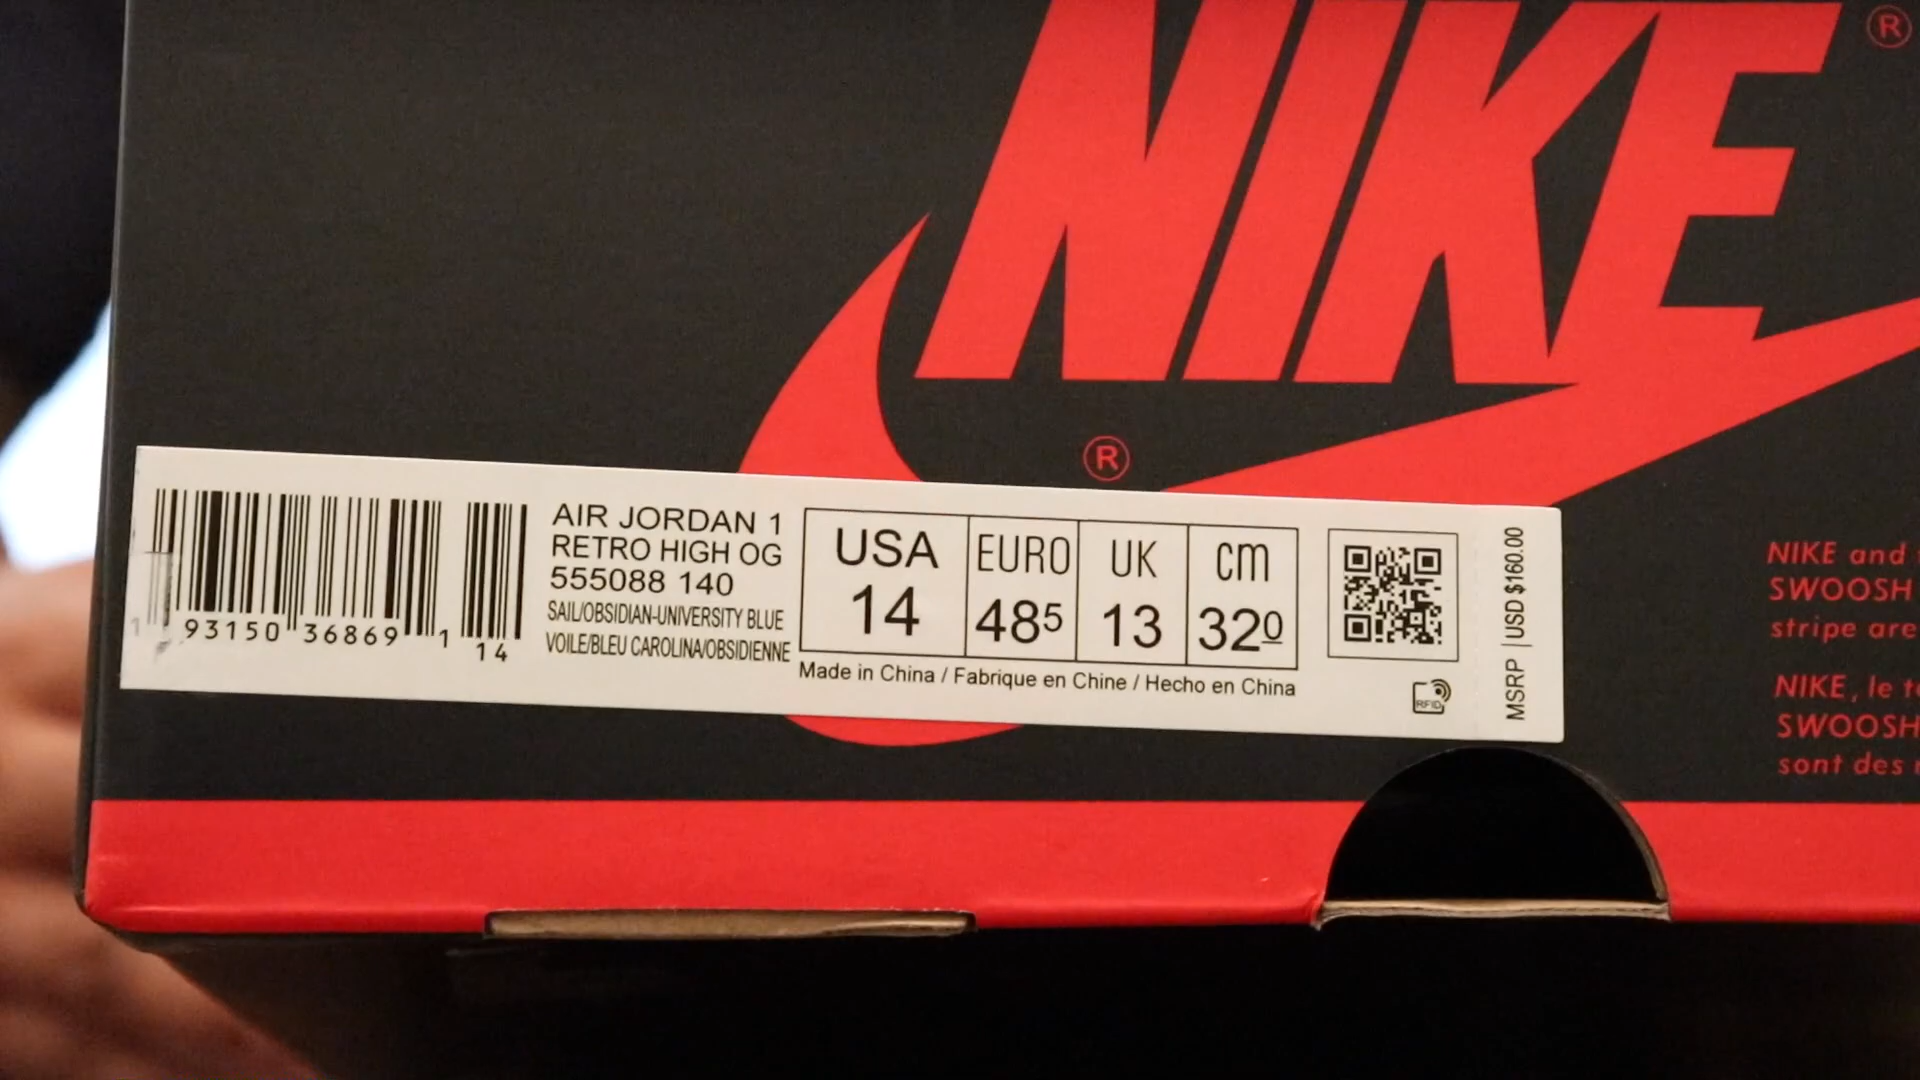 NIKE ®
®
AIR JORDAN 1
RETRO HIGH OG
555088 140
SAIL/OBSIDIAN-UNIVERSITY BLUE
VOILE/BLEU CAROLINA/OBSIDIENNE
1 93150 36869 1
14
USA EURO UK cm
14 485 13 320
Made in China / Fabrique en Chine / Hecho en China
RFID
MSRP | USD $160.00
NIKE and
SWOOSH
stripe are
NIKE, le
SWOOSH
sont des